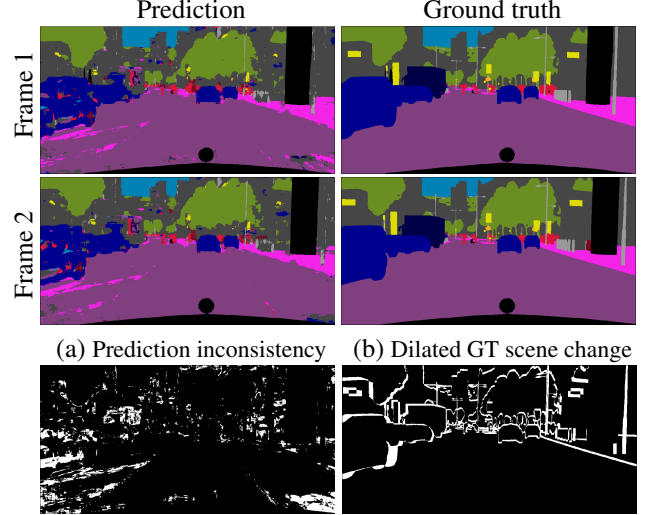 Prediction
Ground truth
Frame 1
Frame 2
(a) Prediction inconsistency
(b) Dilated GT scene change